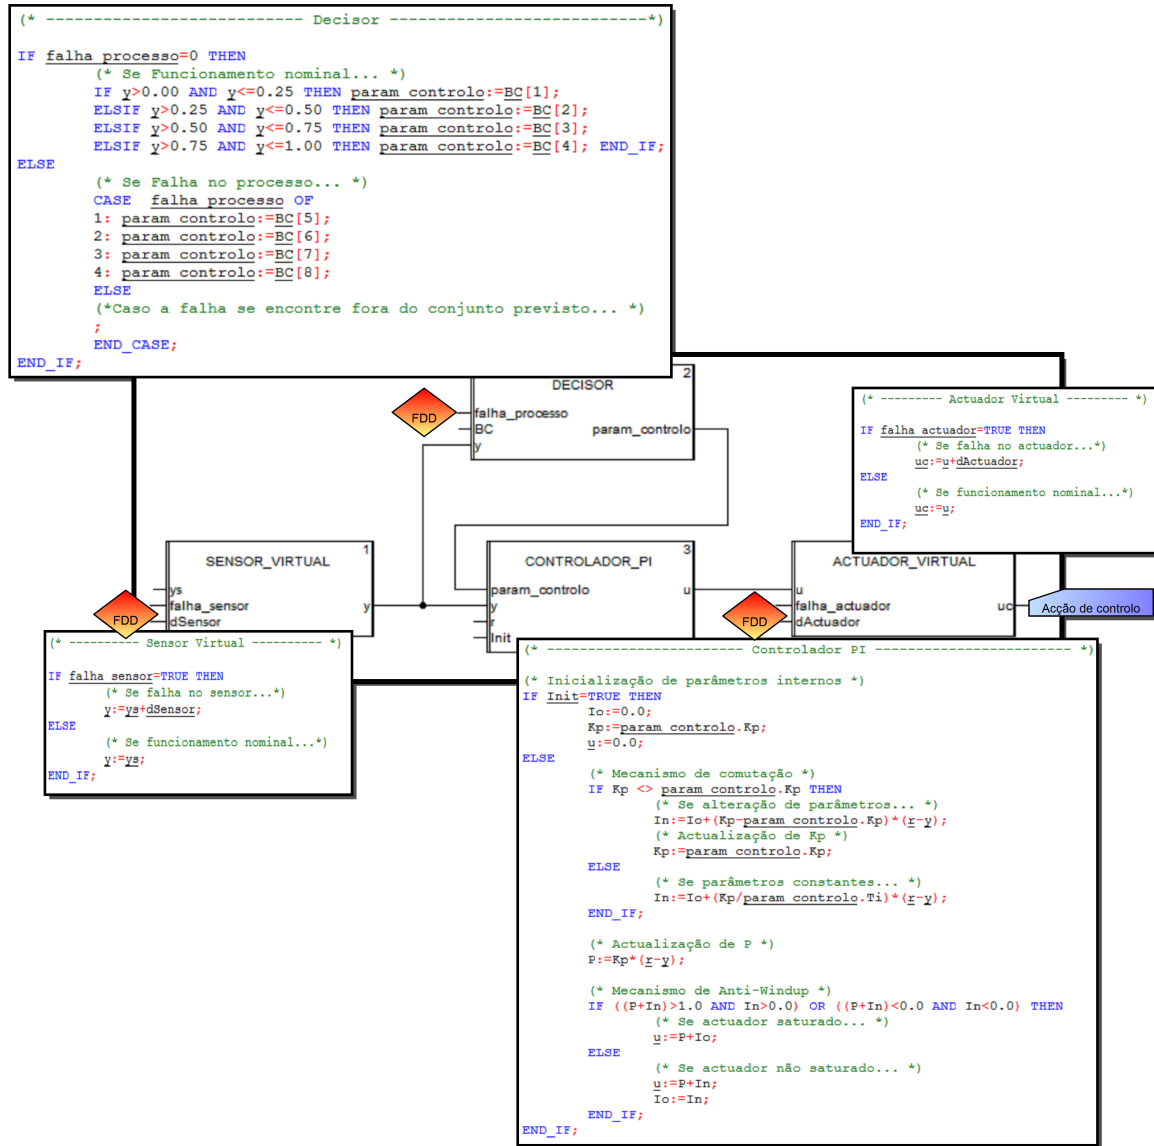 (* -------------------------- Decisor --------------------------*)
IF falha_processo=0 THEN
(* Se Funcionamento nominal... *)
IF y>0.00 AND y<=0.25 THEN param_controlo:=BC[1];
ELSIF y>0.25 AND y<=0.50 THEN param_controlo:=BC[2];
ELSIF y>0.50 AND y<=0.75 THEN param_controlo:=BC[3];
ELSIF y>0.75 AND y<=1.00 THEN param_controlo:=BC[4]; END_IF;
ELSE
(* Se Falha no processo... *)
CASE falha_processo OF
1: param_controlo:=BC[5];
2: param_controlo:=BC[6];
3: param_controlo:=BC[7];
4: param_controlo:=BC[8];
ELSE
(*Caso a falha se encontre fora do conjunto previsto... *)
;
END_CASE;
END_IF;
2
DECISOR
FDD
falha_processo
BC
param_controlo
y
(* --------- Actuador Virtual --------- *)
IF falha_actuador=TRUE THEN
(* Se falha no actuador...*)
uc:=u+dActuador;
ELSE
(* Se funcionamento nominal...*)
uc:=u;
END_IF;
1
SENSOR_VIRTUAL
ys
falha_sensor
y
dSensor
FDD
3
CONTROLADOR_PI
param_controlo
u
y
r
Init
ACTUADOR_VIRTUAL
u
falha_actuador
uc
dActuador
FDD
Acção de controlo
(* ---------- Sensor Virtual ---------- *)
IF falha_sensor=TRUE THEN
(* Se falha no sensor...*)
y:=ys+dSensor;
ELSE
(* Se funcionamento nominal...*)
y:=ys;
END_IF;
(* ----------------------- Controlador PI ----------------------- *)
(* Inicialização de parâmetros internos *)
IF Init=TRUE THEN
Io:=0.0;
Kp:=param_controlo.Kp;
u:=0.0;
ELSE
(* Mecanismo de comutação *)
IF Kp <> param_controlo.Kp THEN
(* Se alteração de parâmetros... *)
In:=Io+(Kp-param_controlo.Kp)*(r-y);
(* Actualização de Kp *)
Kp:=param_controlo.Kp;
ELSE
(* Se parâmetros constantes... *)
In:=Io+(Kp/param_controlo.Ti)*(r-y);
END_IF;
(* Actualização de P *)
P:=Kp*(r-y);
(* Mecanismo de Anti-Windup *)
IF ((P+In)>1.0 AND In>0.0) OR ((P+In)<0.0 AND In<0.0) THEN
(* Se actuador saturado... *)
u:=P+Io;
ELSE
(* Se actuador não saturado... *)
u:=P+In;
Io:=In;
END_IF;
END_IF;